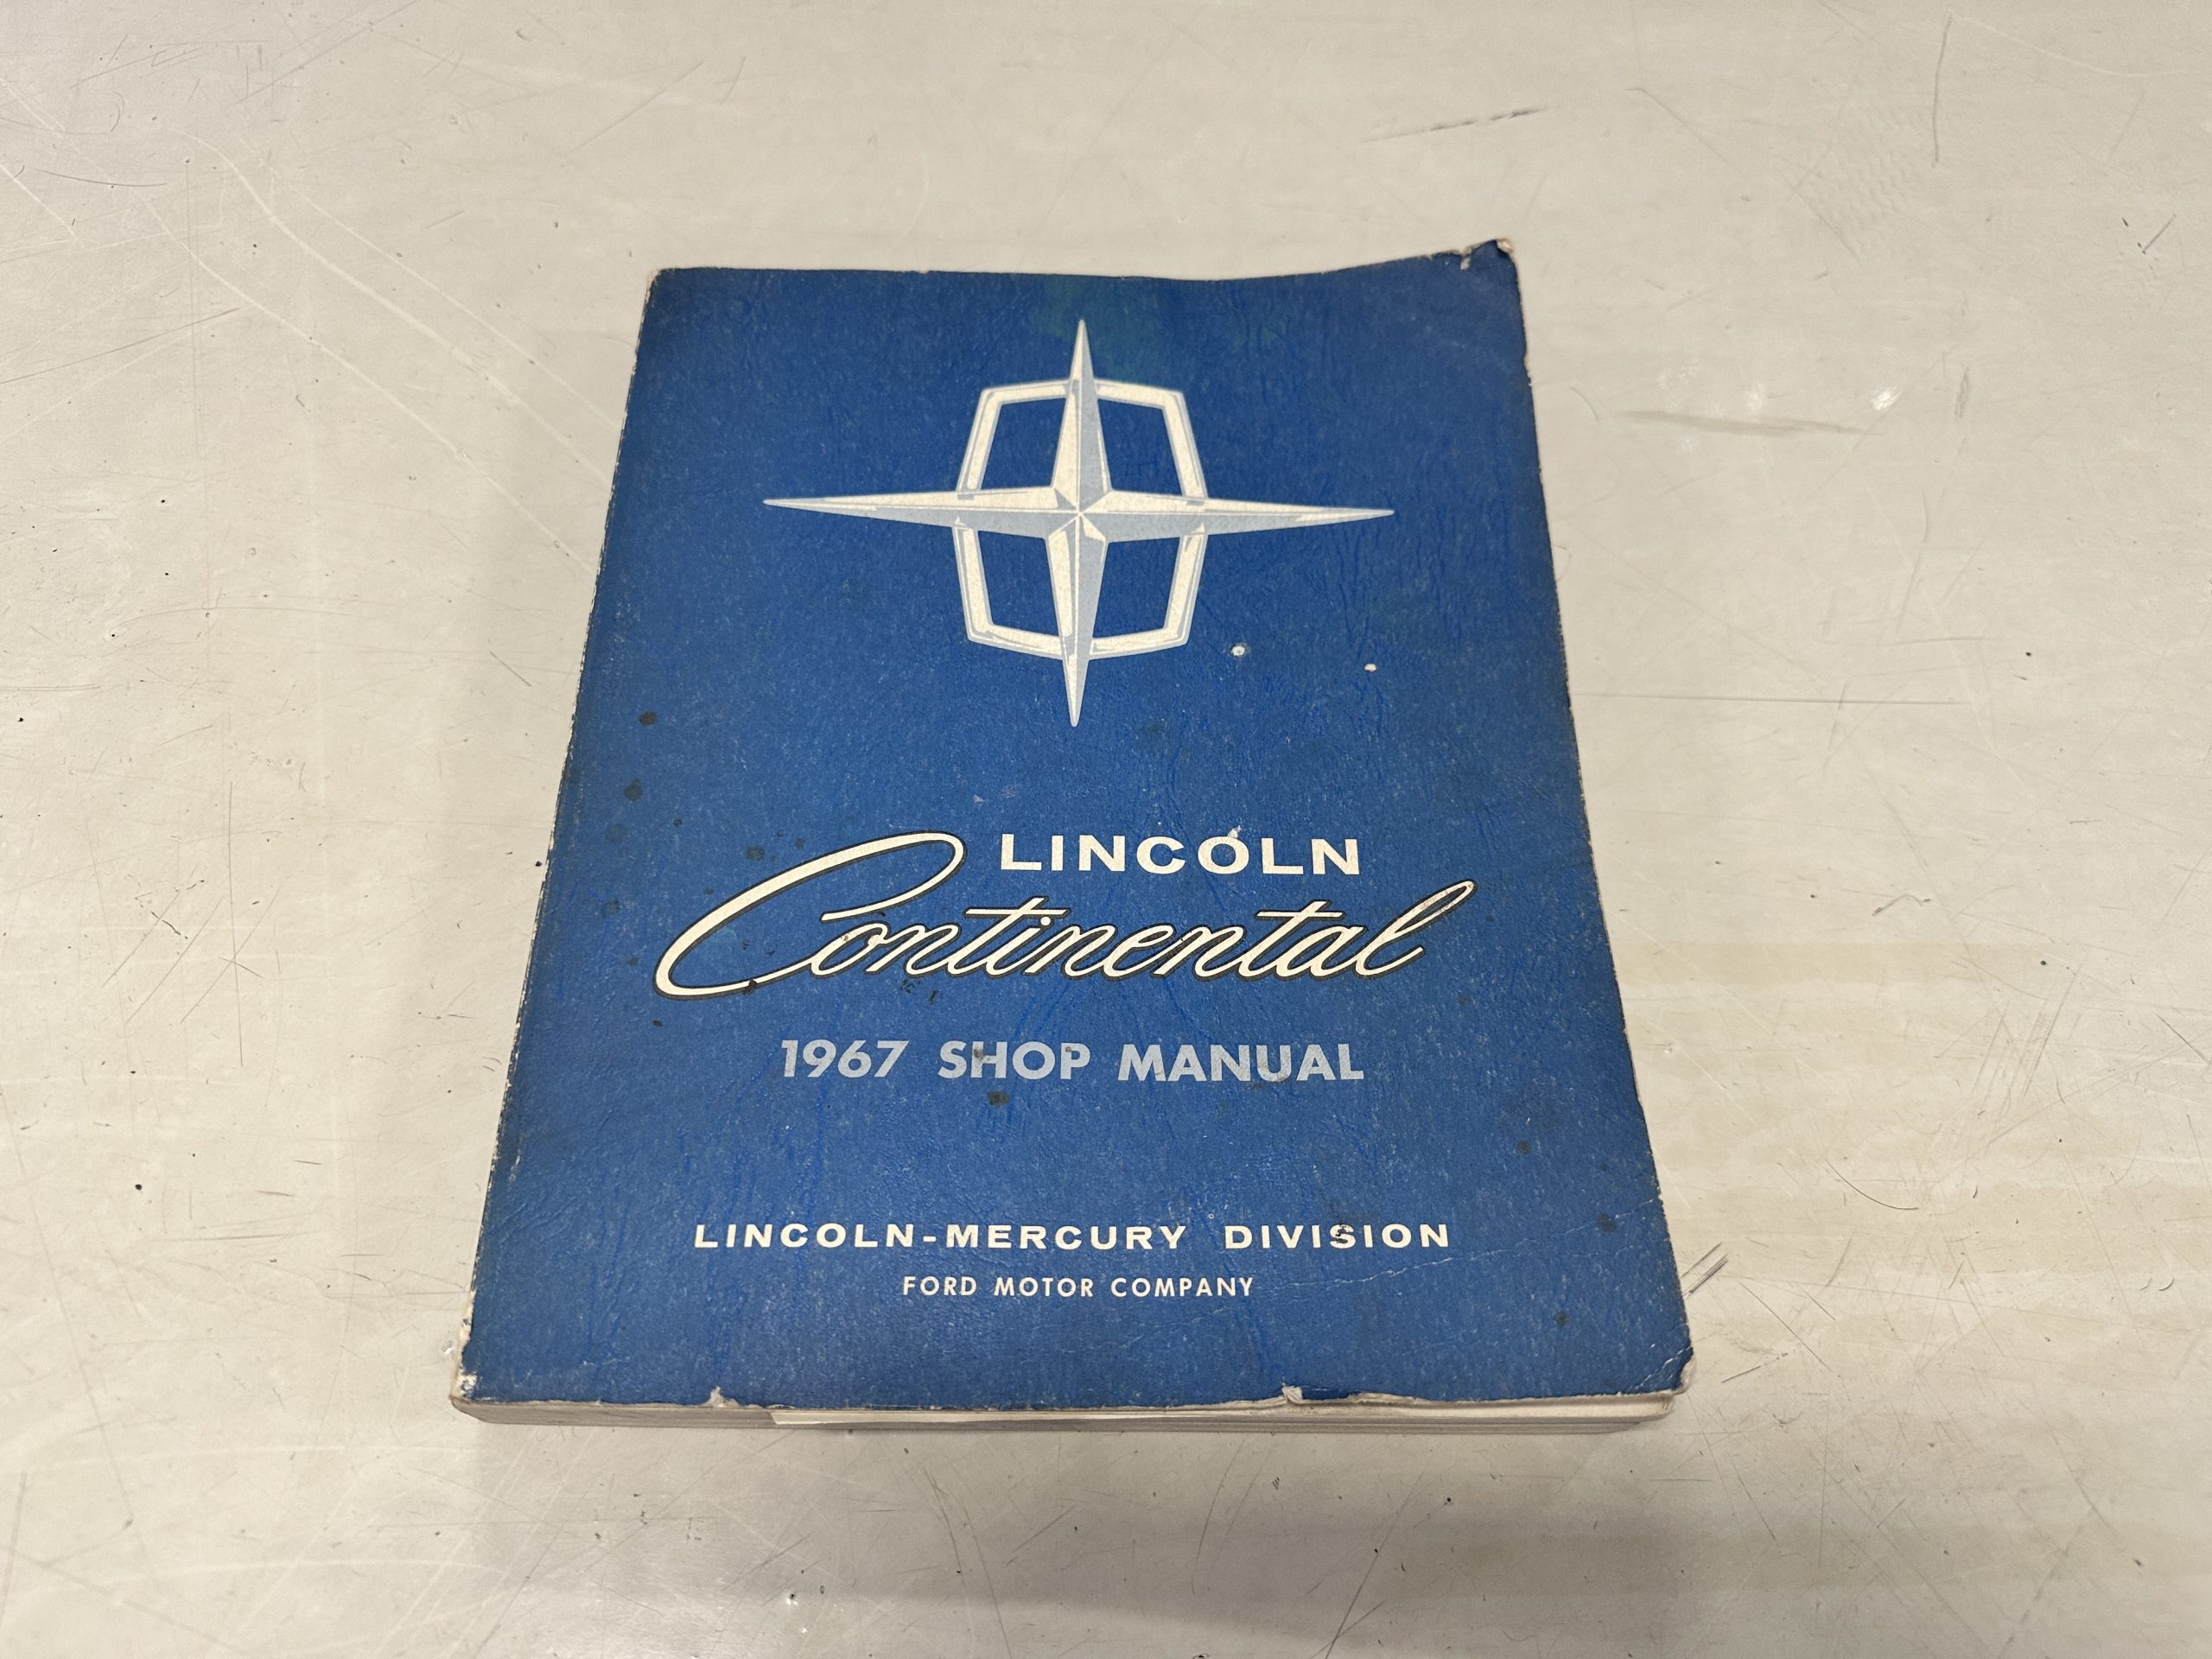 LINCOLN
Continental
1967 SHOP MANUAL
LINCOLN-MERCURY DIVISION
FORD MOTOR COMPANY